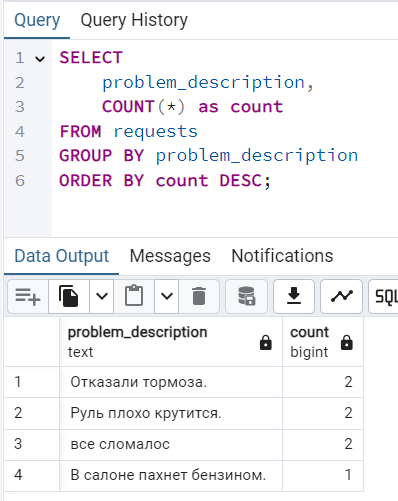 Query Query History
1 SELECT
2 problem_description,
3 COUNT(*) as count
4 FROM requests
5 GROUP BY problem_description
6 ORDER BY count DESC;
Data Output Messages Notifications
SQL
problem_description count
text bigint
1 Отказали тормоза. 2
2 Руль плохо крутится. 2
3 все сломалос 2
4 В салоне пахнет бензином. 1